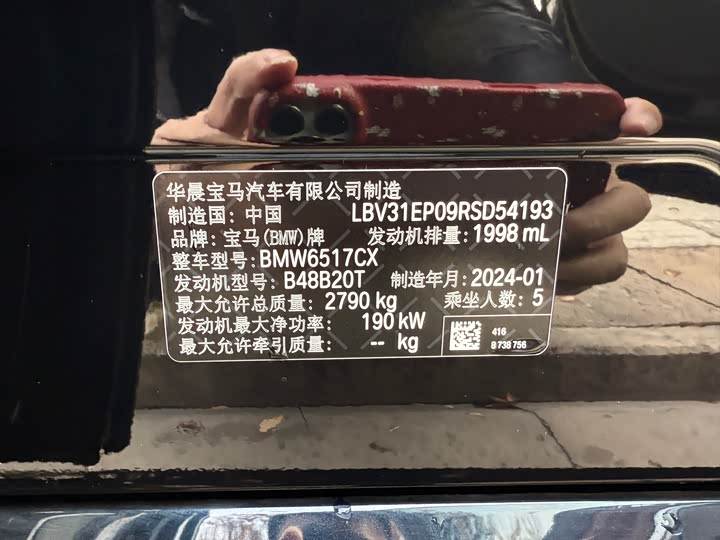 华晨宝马汽车有限公司制造
制造国：中国 LBV31EP09RSD54193
品牌：宝马(BMW)牌 发动机排量：1998 mL
整车型号：BMW6517CX
发动机型号：B48B20T 制造年月：2024-01
最大允许总质量：2790 kg 乘坐人数：5
发动机最大净功率：190 kW
最大允许牵引质量：-- kg
416
8 738 756